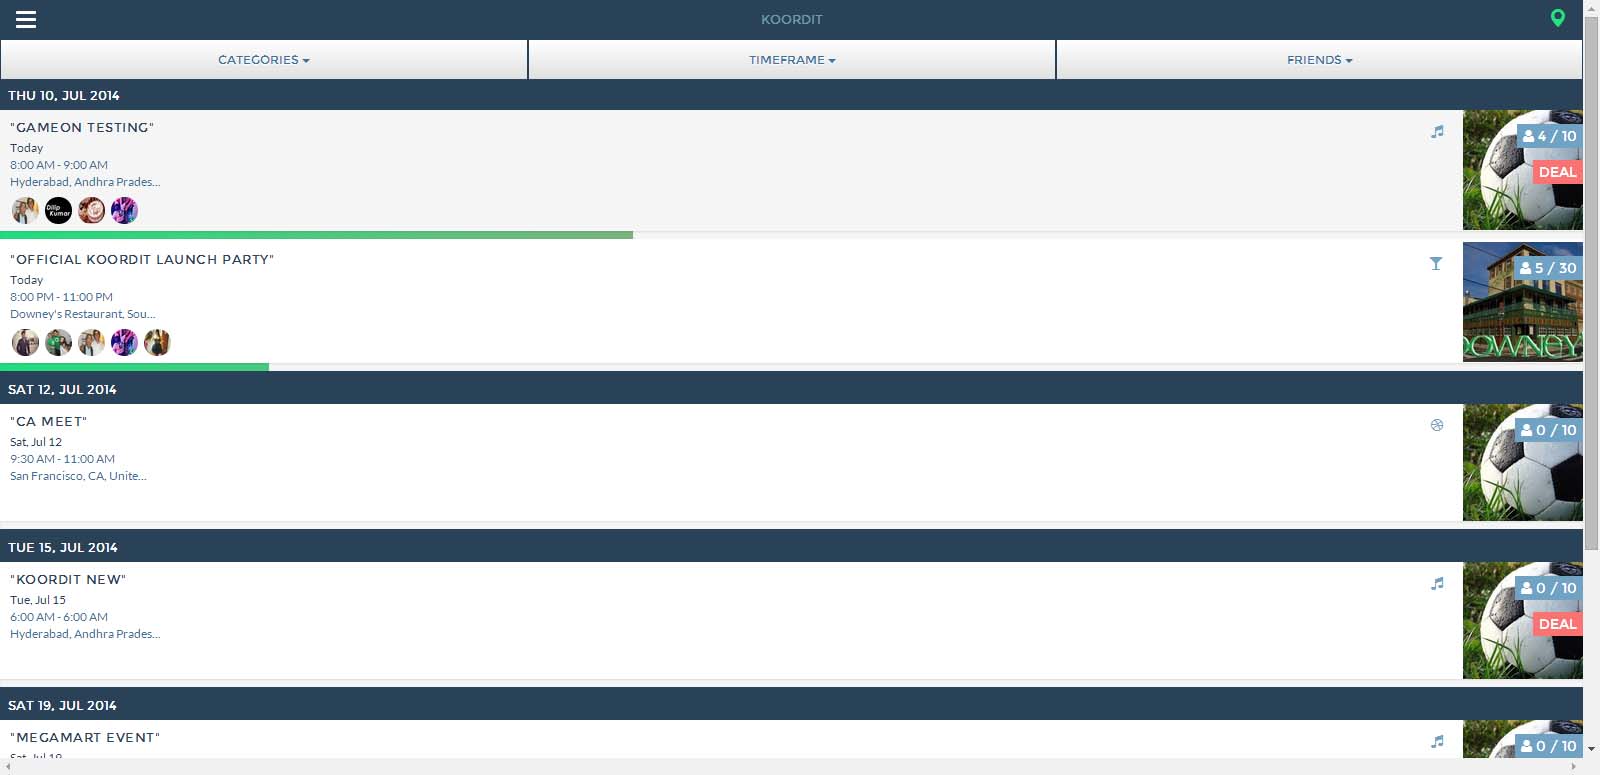 KOORDIT
CATEGORIES
TIMEFRAME
FRIENDS
THU 10, JUL 2014
"GAMEON TESTING"
Today
8:00 AM - 9:00 AM
Hyderabad, Andhra Prades...
Dilip
Kumar
4 / 10
DEAL
"OFFICIAL KOORDIT LAUNCH PARTY"
Today
8:00 PM - 11:00 PM
Downey's Restaurant, Sou...
5 / 30
DOWNEY
SAT 12, JUL 2014
"CA MEET"
Sat, Jul 12
9:30 AM - 11:00 AM
San Francisco, CA, Unite...
0 / 10
TUE 15, JUL 2014
"KOORDIT NEW"
Tue, Jul 15
6:00 AM - 6:00 AM
Hyderabad, Andhra Prades...
0 / 10
DEAL
SAT 19, JUL 2014
"MEGAMART EVENT"
Sat, Jul 19
0 / 10